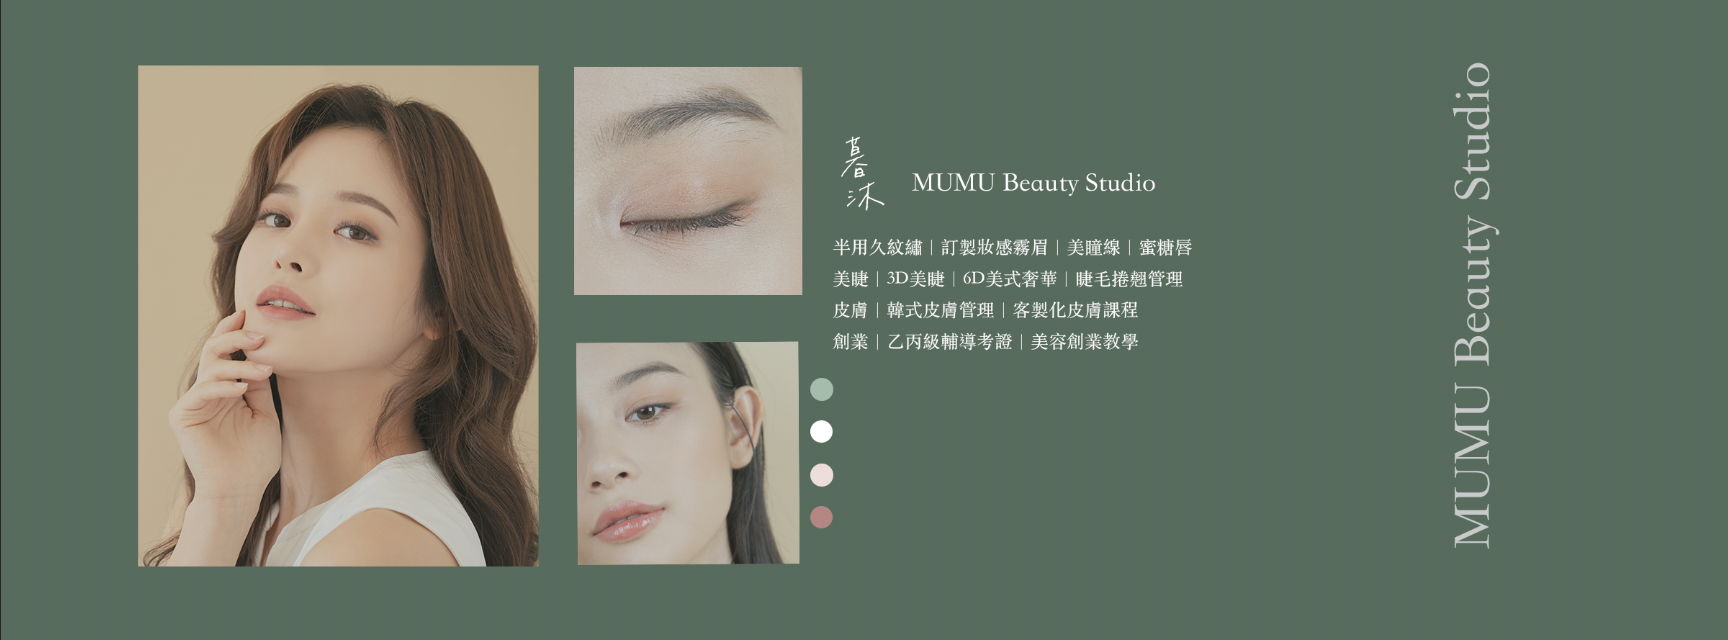 暮沐
MUMU Beauty Studio
半用久紋繡｜訂製妝感霧眉｜美瞳線｜蜜糖唇
美睫｜3D美睫｜6D美式奢華｜睫毛捲翹管理
皮膚｜韓式皮膚管理｜客製化皮膚課程
創業｜乙丙級輔導考證｜美容創業教學
MUMU Beauty Studio